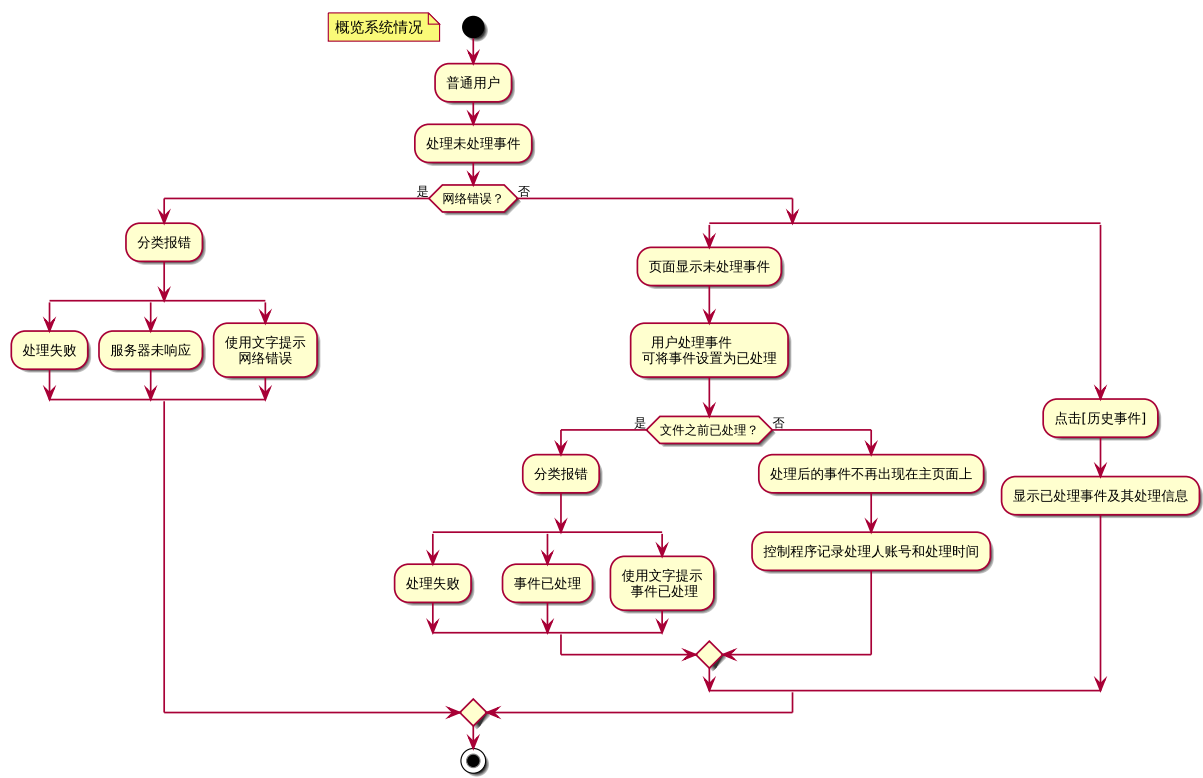 概览系统情况
普通用户
处理未处理事件
网络错误？
是
否
分类报错
处理失败
服务器未响应
使用文字提示
网络错误
页面显示未处理事件
用户处理事件
可将事件设置为已处理
文件之前已处理？
是
否
分类报错
处理失败
事件已处理
使用文字提示
事件已处理
处理后的事件不再出现在主页面上
控制程序记录处理人账号和处理时间
点击[历史事件]
显示已处理事件及其处理信息